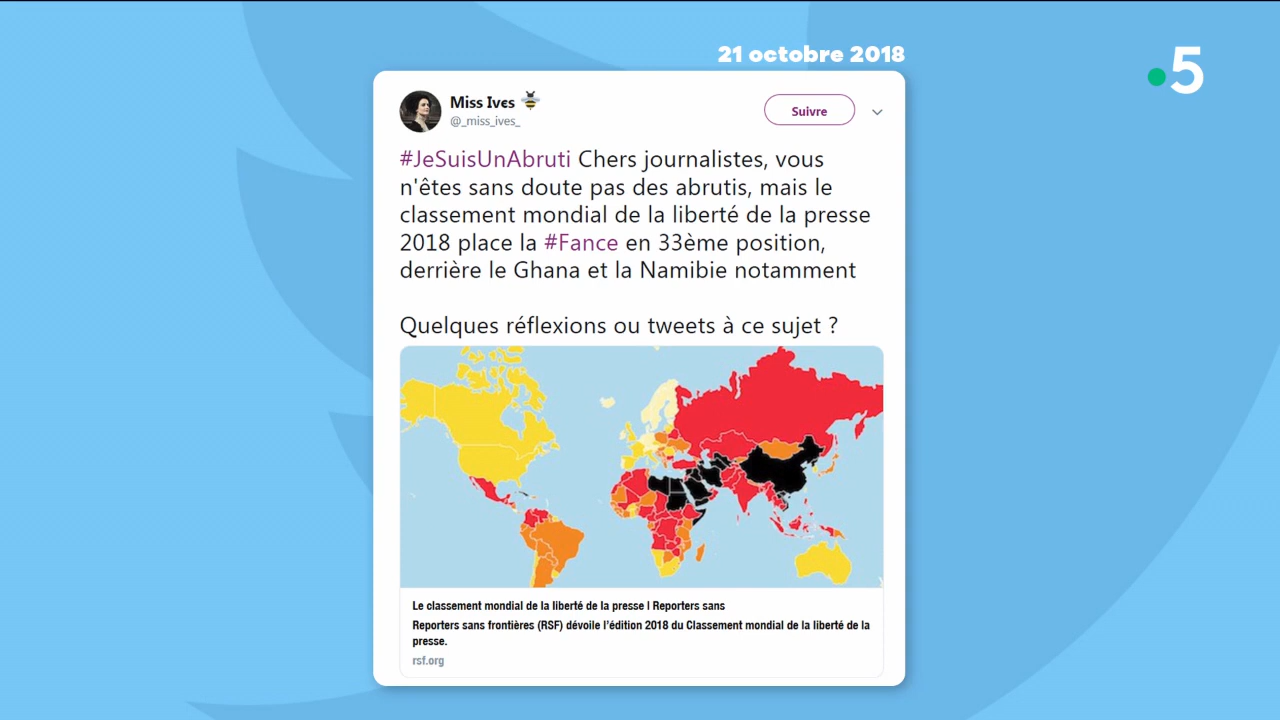 21 octobre 2018
5
Miss Ives
@_miss_ives_
Suivre
#JeSuisUnAbruti Chers journalistes, vous
n'êtes sans doute pas des abrutis, mais le
classement mondial de la liberté de la presse
2018 place la #Fance en 33ème position,
derrière le Ghana et la Namibie notamment
Quelques réflexions ou tweets à ce sujet ?
Le classement mondial de la liberté de la presse | Reporters sans
Reporters sans frontières (RSF) dévoile l'édition 2018 du Classement mondial de la liberté de la
presse.
rsf.org